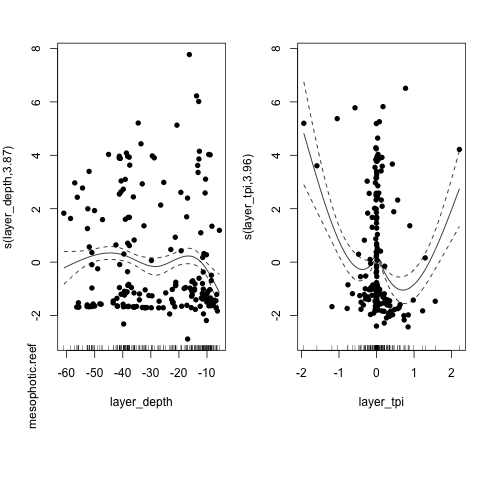 s(layer_depth,3.87)
8
6
4
2
0
-2
-60 -50 -40 -30 -20 -10
layer_depth
mesophotic.reef
s(layer_tpi,3.96)
8
6
4
2
0
-2
-2 -1 0 1 2
layer_tpi